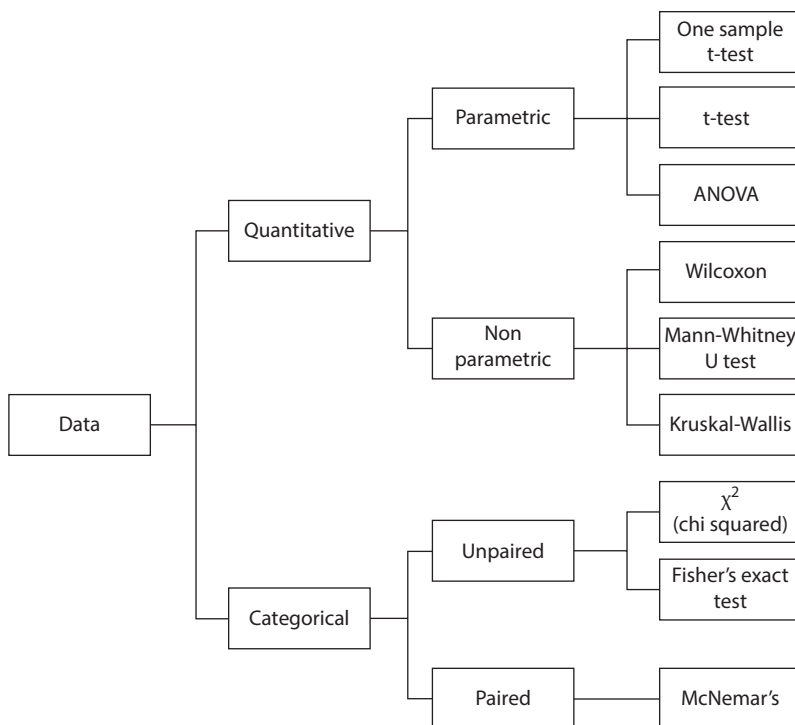 One sample
t-test
Parametric
t-test
ANOVA
Quantitative
Wilcoxon
Non
parametric
Mann-Whitney
U test
Kruskal-Wallis
Data
χ²
(chi squared)
Unpaired
Fisher’s exact
test
Categorical
Paired
McNemar’s